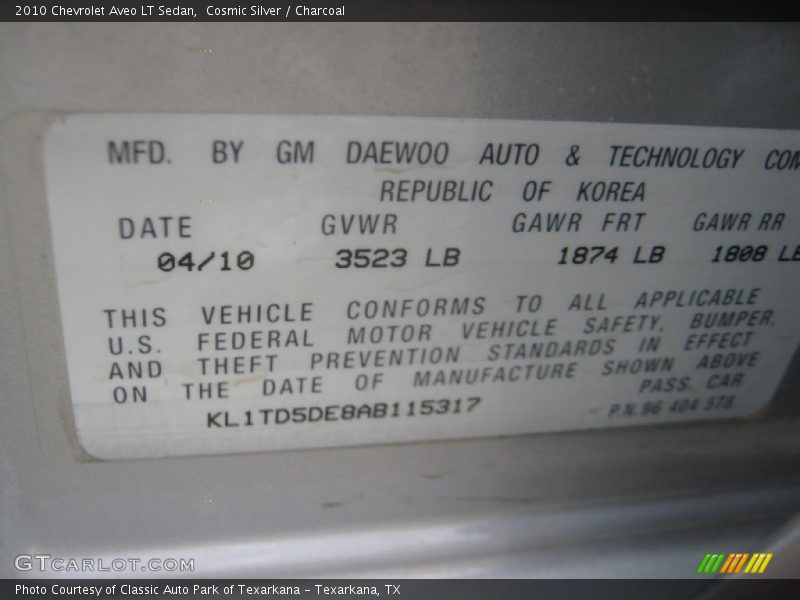 2010 Chevrolet Aveo LT Sedan,  Cosmic Silver / Charcoal
MFD. BY GM DAEWOO AUTO & TECHNOLOGY COM
REPUBLIC OF KOREA
DATE GVWR GAWR FRT GAWR RR
04/10 3523 LB 1874 LB 1808 LB
THIS VEHICLE CONFORMS TO ALL APPLICABLE
U.S. FEDERAL MOTOR VEHICLE SAFETY, BUMPER,
AND THEFT PREVENTION STANDARDS IN EFFECT
ON THE DATE OF MANUFACTURE SHOWN ABOVE
PASS CAR
KL1TD5DE8AB115317
P.N 96 404 578
GTCARLOT.COM
Photo Courtesy of Classic Auto Park of Texarkana – Texarkana, TX